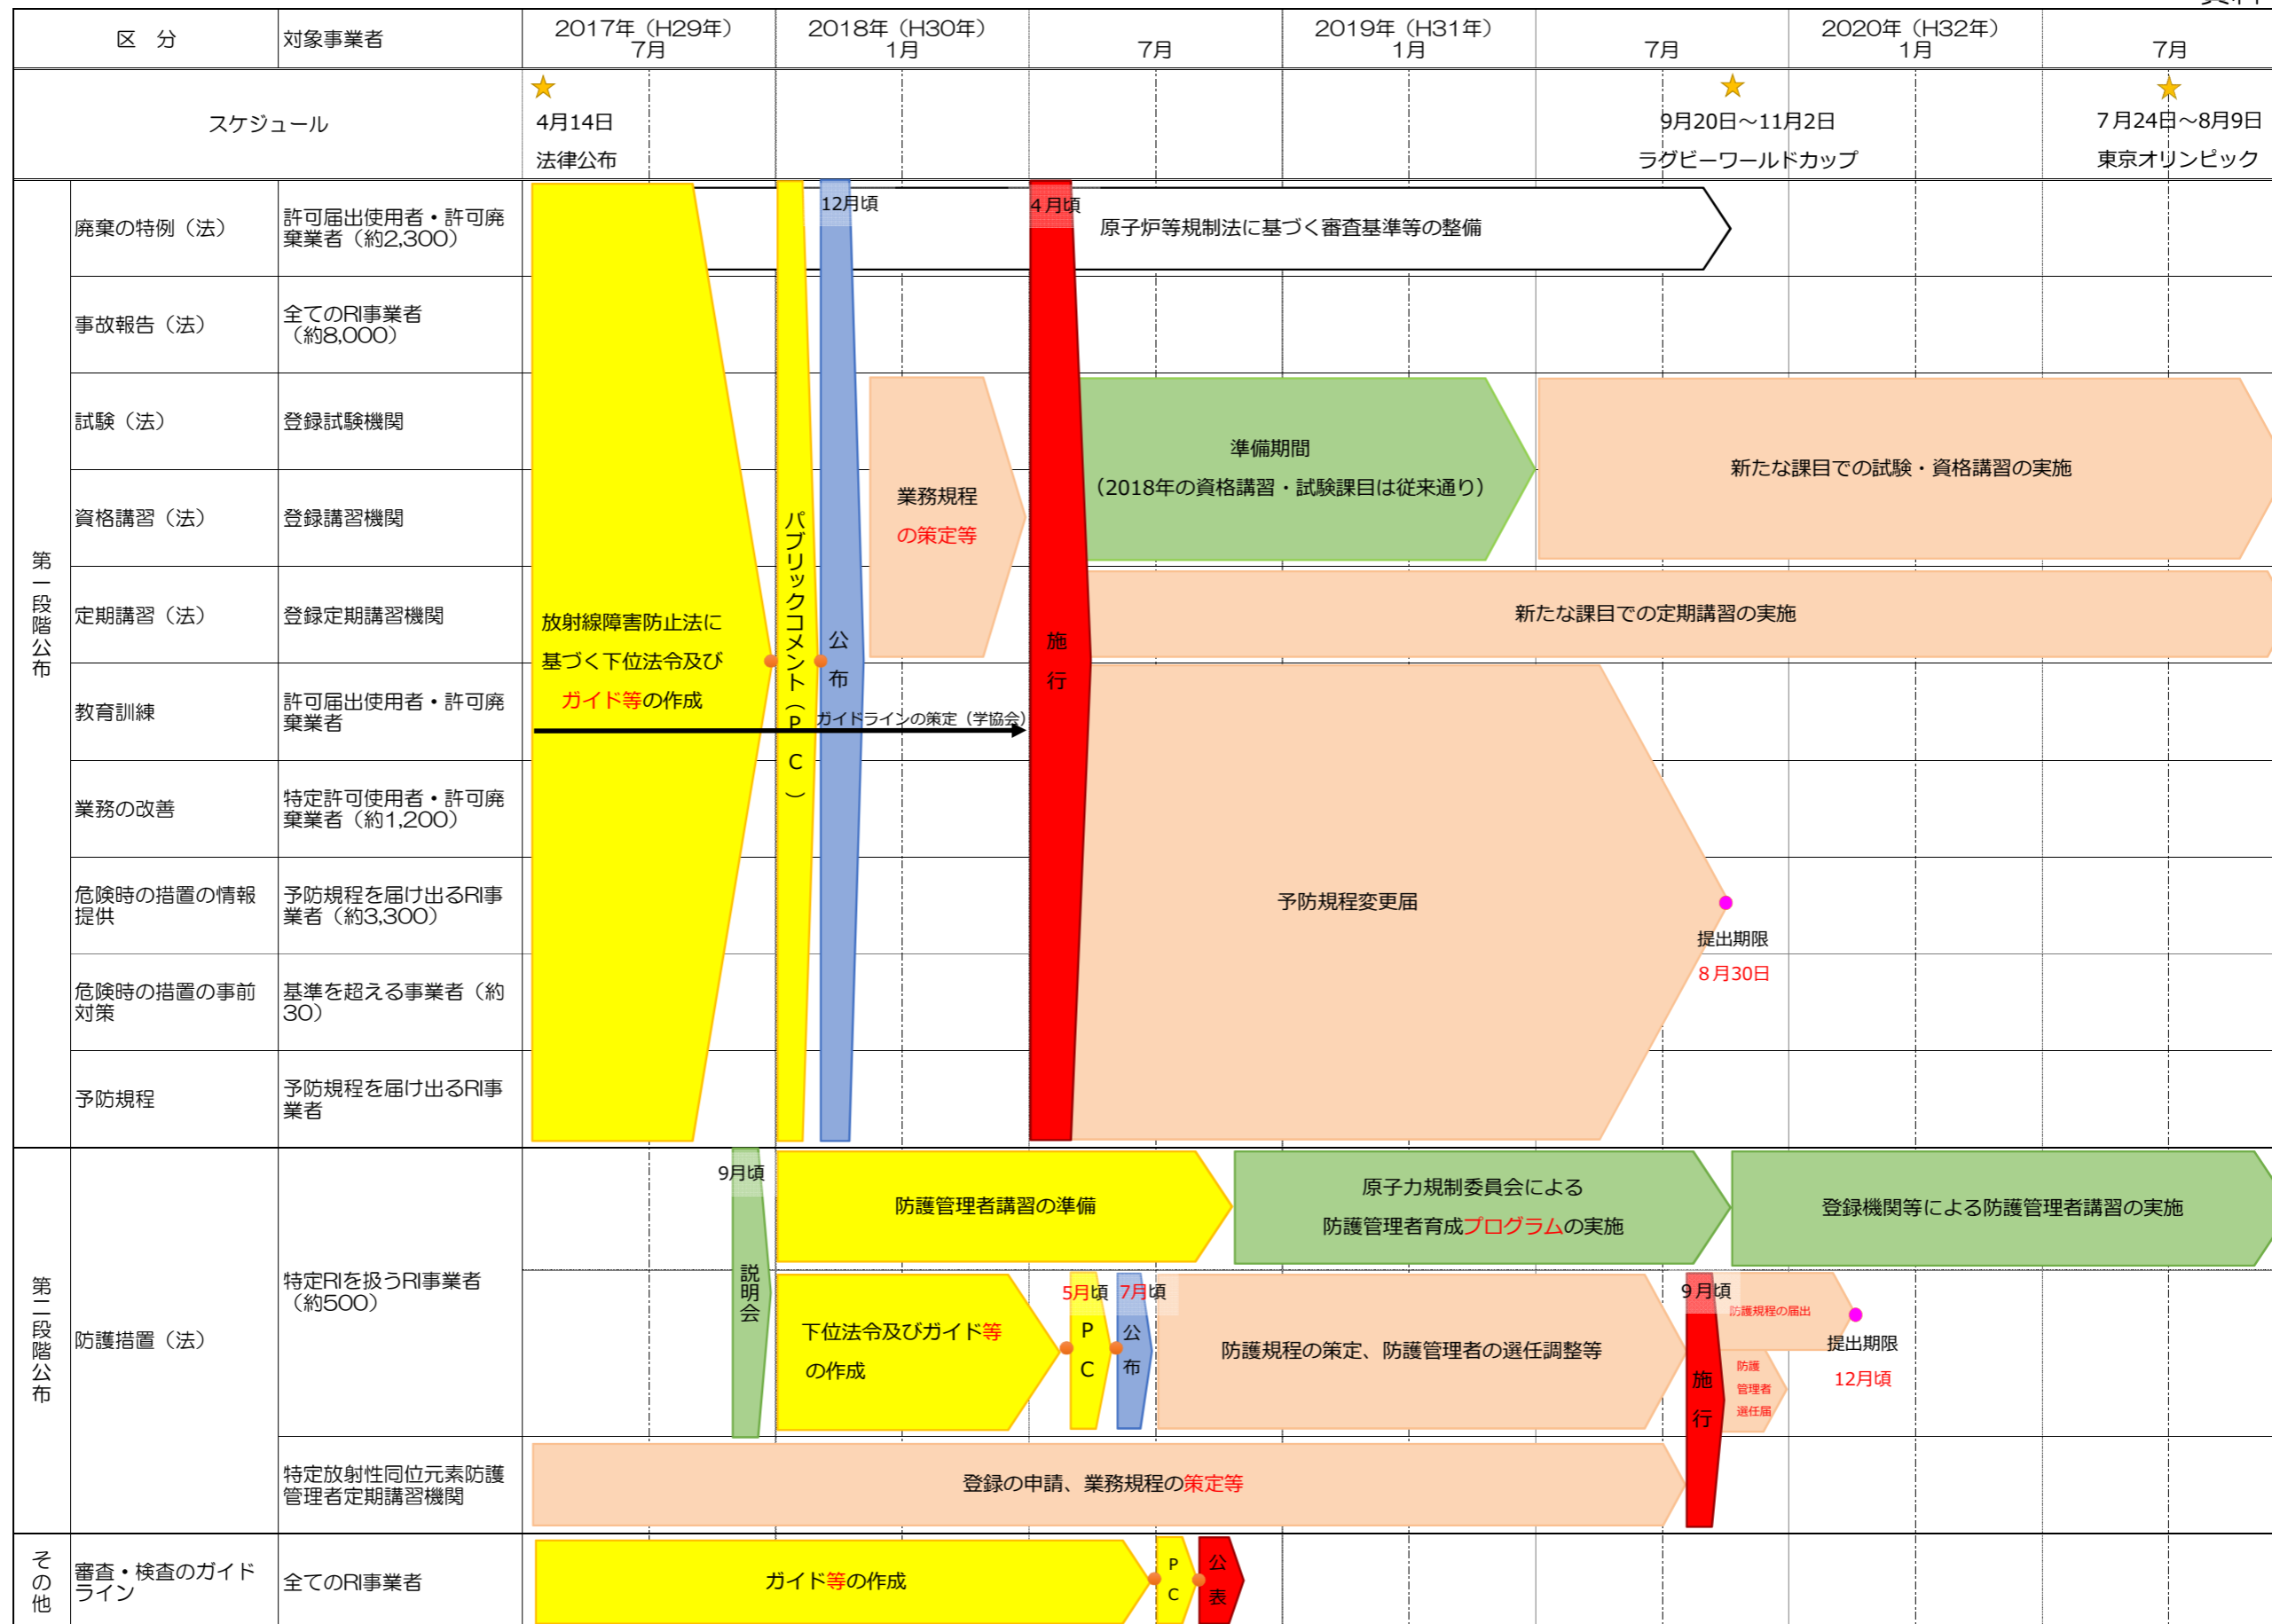 区　分
対象事業者
2017年（H29年）
7月
2018年（H30年）
1月
7月
2019年（H31年）
1月
7月
2020年（H32年）
1月
7月
スケジュール
4月14日
法律公布
9月20日～11月2日
ラグビーワールドカップ
７月24日～8月9日
東京オリンピック
第一段階公布
廃棄の特例（法）
許可届出使用者・許可廃
棄業者（約2,300）
12月頃
４月頃
原子炉等規制法に基づく審査基準等の整備
事故報告（法）
全てのRI事業者
（約8,000）
試験（法）
登録試験機関
準備期間
（2018年の資格講習・試験課目は従来通り）
新たな課目での試験・資格講習の実施
資格講習（法）
登録講習機関
業務規程
の策定等
定期講習（法）
登録定期講習機関
新たな課目での定期講習の実施
放射線障害防止法に
基づく下位法令及び
ガイド等の作成
パブリックコメント（ＰＣ）
公布
施行
教育訓練
許可届出使用者・許可廃
棄業者
ガイドラインの策定（学協会）
業務の改善
特定許可使用者・許可廃
棄業者（約1,200）
危険時の措置の情報
提供
予防規程を届け出るRI事
業者（約3,300）
予防規程変更届
提出期限
８月30日
危険時の措置の事前
対策
基準を超える事業者（約
30）
予防規程
予防規程を届け出るRI事
業者
第二段階公布
防護措置（法）
特定RIを扱うRI事業者
（約500）
9月頃
説明会
防護管理者講習の準備
原子力規制委員会による
防護管理者育成プログラムの実施
登録機関等による防護管理者講習の実施
下位法令及びガイド等
の作成
5月頃
ＰＣ
7月頃
公布
防護規程の策定、防護管理者の選任調整等
９月頃
施行
防護規程の届出
提出期限
12月頃
防護
管理者
選任届
特定放射性同位元素防護
管理者定期講習機関
登録の申請、業務規程の策定等
その他
審査・検査のガイド
ライン
全てのRI事業者
ガイド等の作成
ＰＣ
公表